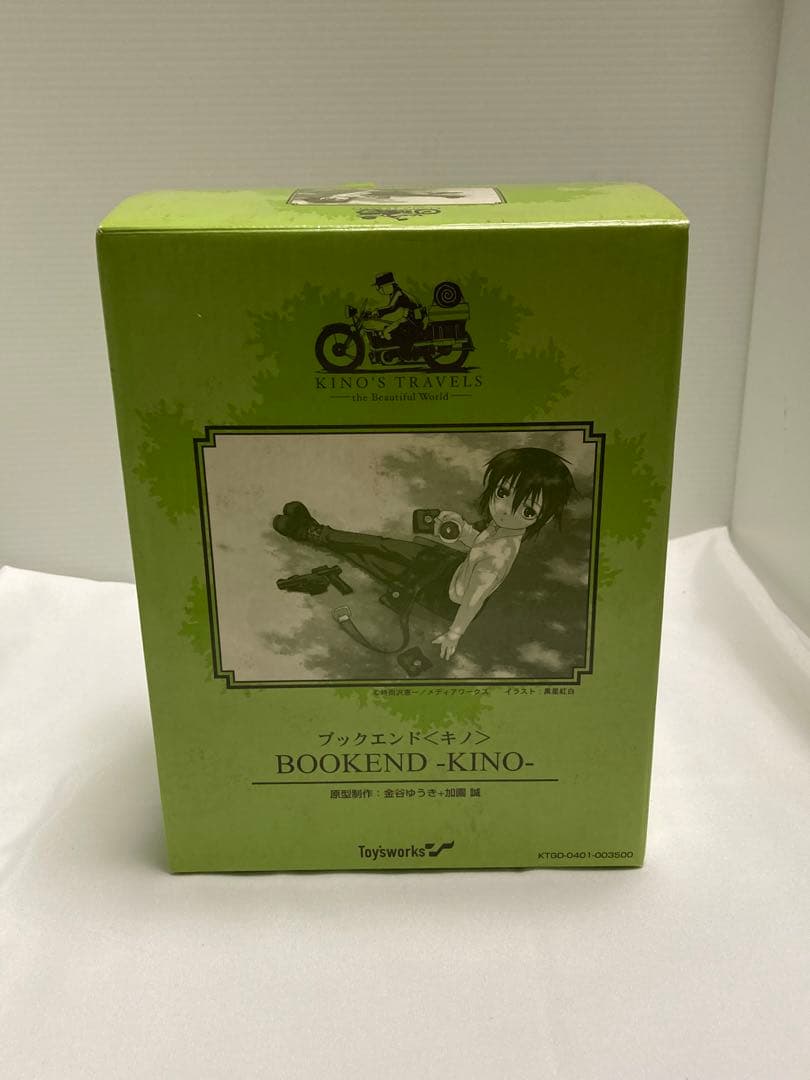 KINO'S TRAVELS
the Beautiful World
©時雨沢恵一/メディアワークス イラスト:黒星紅白
ブックエンド<キノ>
BOOKEND -KINO-
原型制作:金谷ゆうき+加園 誠
Toysworks
KTGD-0401-003500